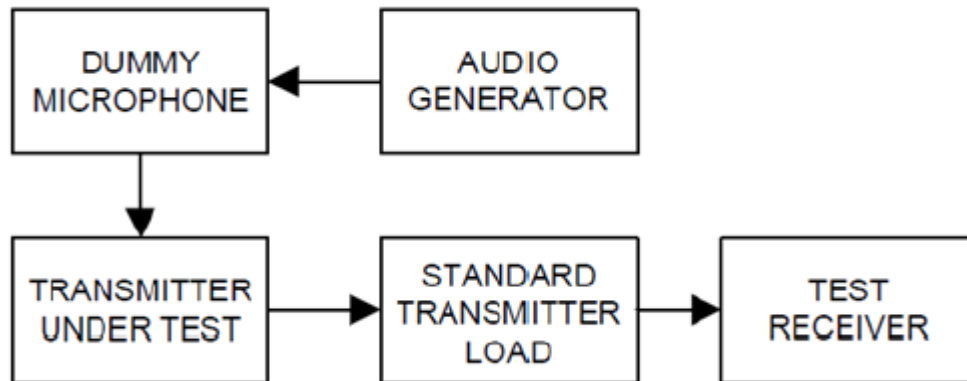 DUMMY
MICROPHONE
AUDIO
GENERATOR
TRANSMITTER
UNDER TEST
STANDARD
TRANSMITTER
LOAD
TEST
RECEIVER